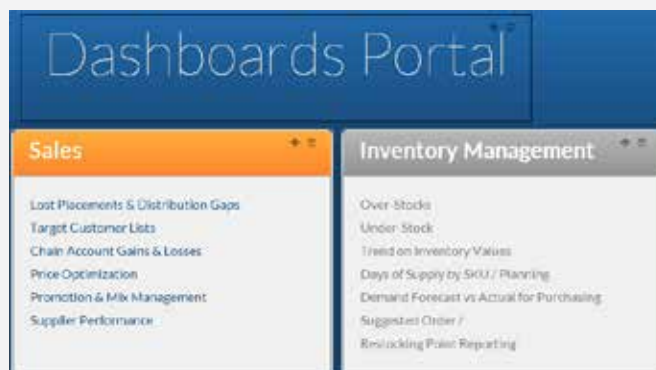 Dashboards Portal
Sales
Lost Placements & Distribution Gaps
Target Customer Lists
Chain Account Gains & Losses
Price Optimization
Promotion & Mix Management
Supplier Performance
Inventory Management
Over-Stocks
Under Stock
Trend on Inventory Values
Days of Supply by SKU / Planning
Demand Forecast vs Actual for Purchasing
Suggested Order /
Restocking Point Reporting